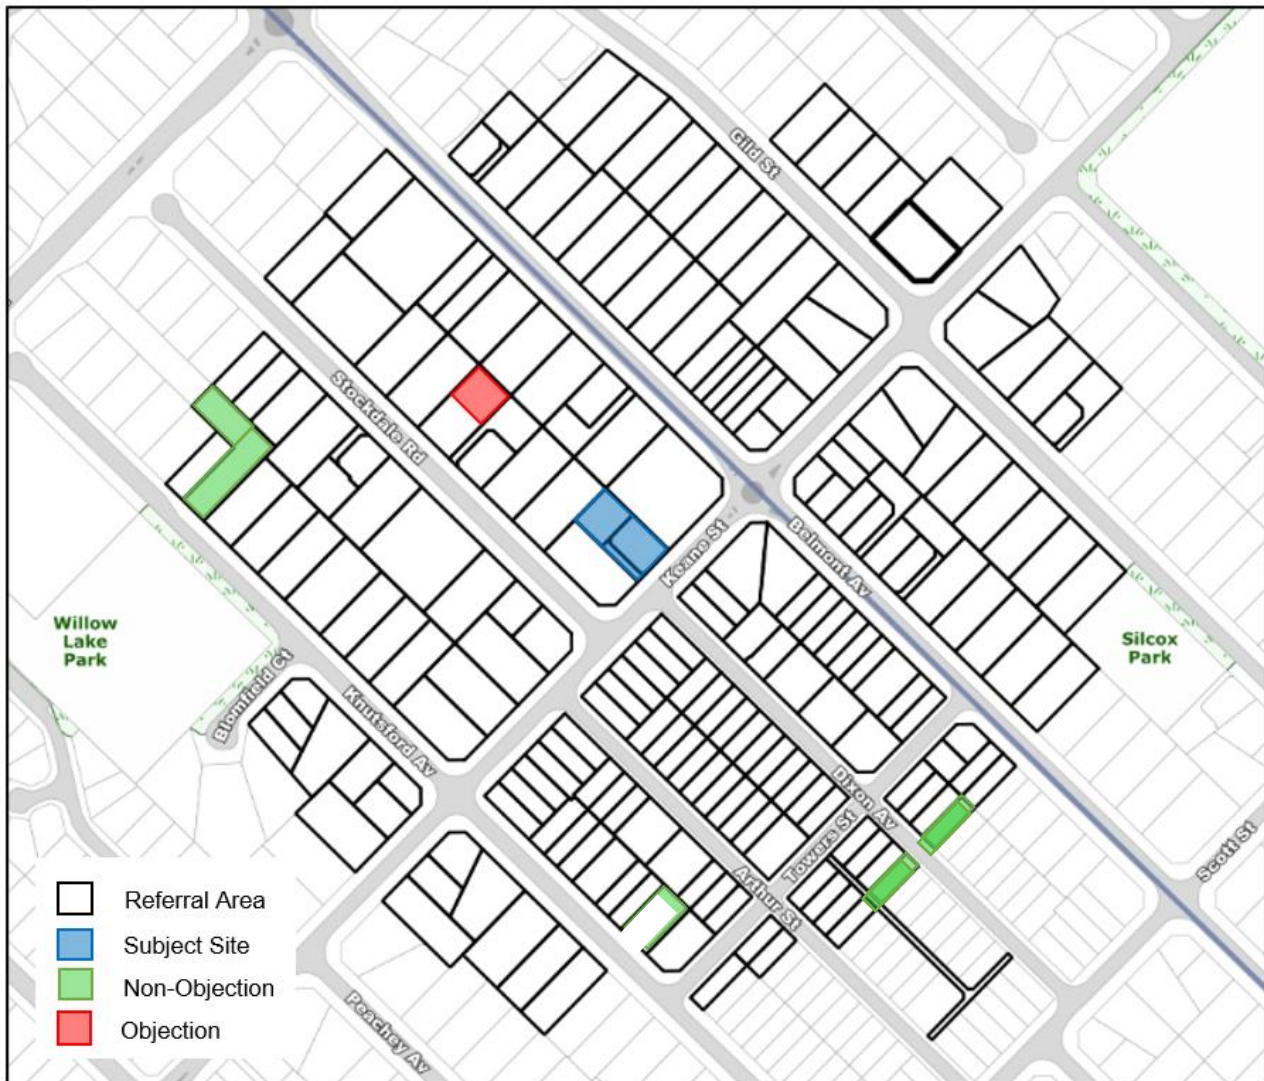 Gild St
Stockdale Rd
Keane St
Belmont Av
Willow
Lake
Park
Silcox
Park
Blomfield Ct
Knutsford Av
Dixon Av
Towers St
Arthur St
Scott St
Peachey Av
Referral Area
Subject Site
Non-Objection
Objection